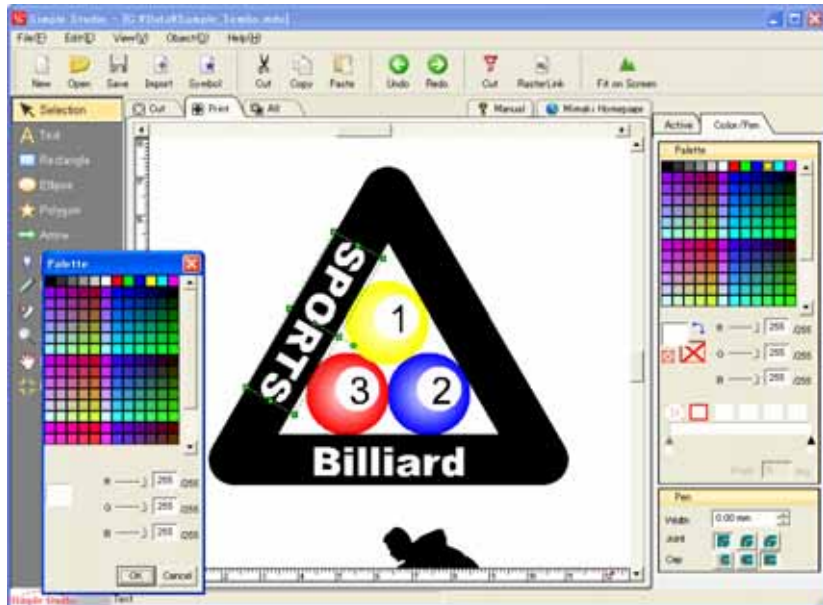 Simple Studio - [G:¥Data¥Sample_Tombo.mdu]
File(F) Edit(E) View(V) Object(O) Help(H)
New Open Save Import Symbol Cut Copy Paste Undo Redo Cut RasterLink Fit on Screen
Selection Cut Print All Manual Mimaki Homepage
Text
Rectangle
Ellipse
Polygon
Arrow
Active Color/Pen
Palette
R 255 /255
G 255 /255
B 255 /255
Pen
Width 0.00 mm
Joint
Cap
Palette
R 255 /255
G 255 /255
B 255 /255
OK Cancel
SPORTS
1
3 2
Billiard
Simple Studio Text